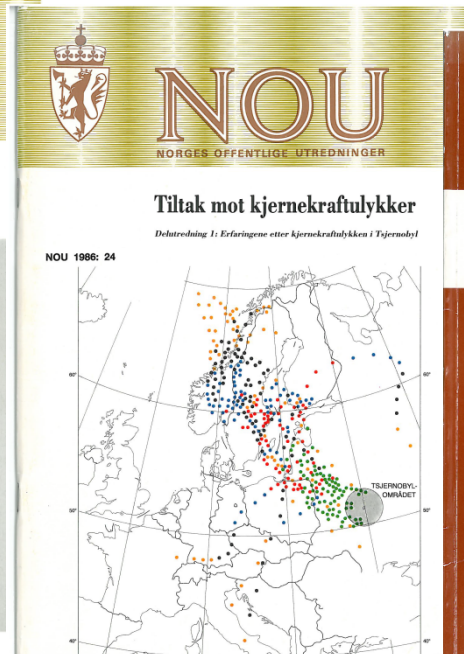 NOU
NORGES OFFENTLIGE UTREDNINGER
Tiltak mot kjernekraftulykker
Delutredning 1: Erfaringene etter kjernekraftulykken i Tsjernobyl
NOU 1986: 24
60°
60°
TSJERNOBYL-
OMRÅDET
50°
50°
40°
40°